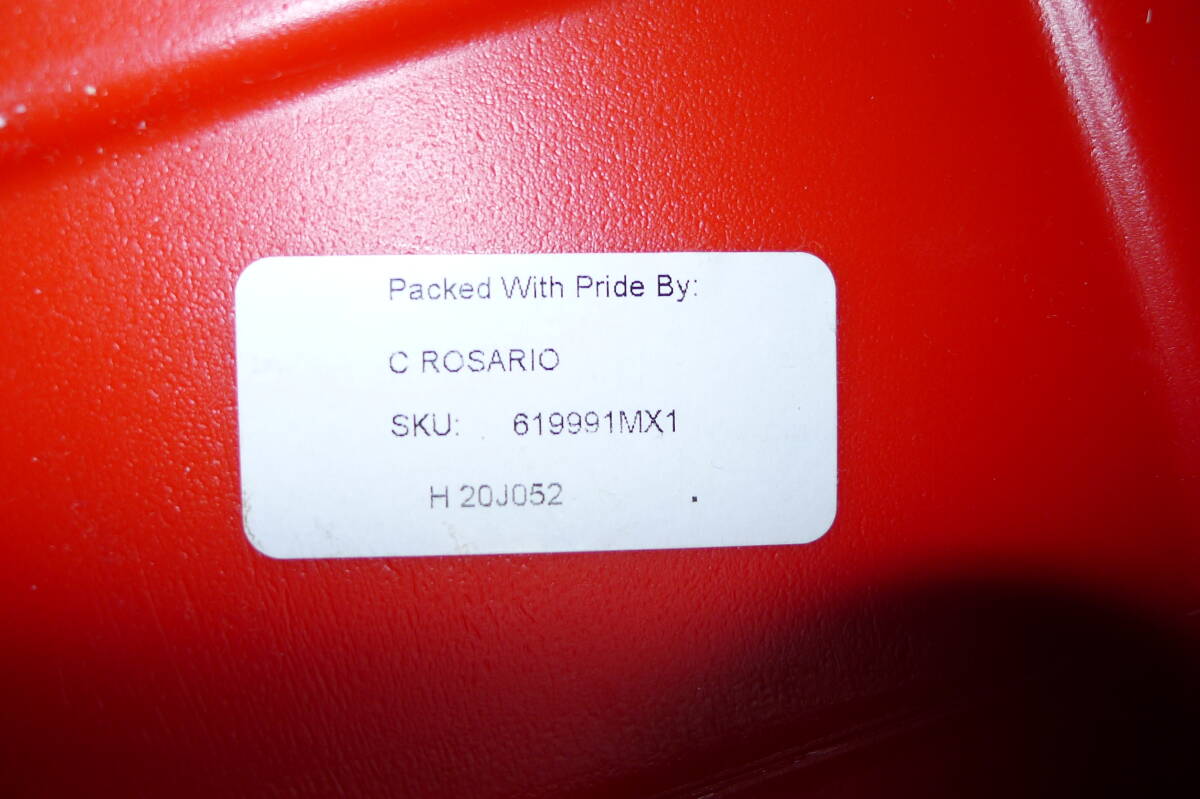 Packed With Pride By:
C ROSARIO
SKU: 619991MX1
H 20J052